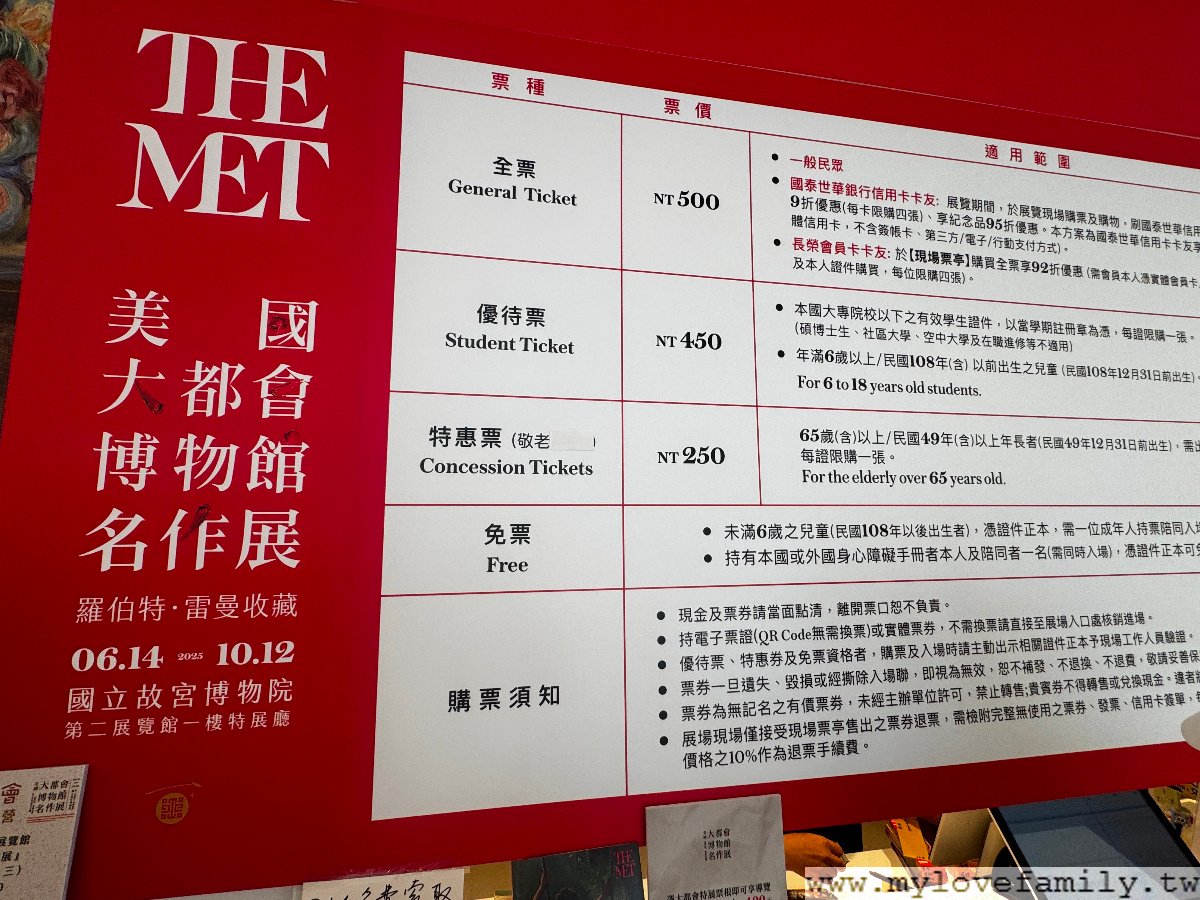 THE
MET
美國
大都會
博物館
名作展
羅伯特·雷曼收藏
06.14 2025 10.12
國立故宮博物院
第二展覽館一樓特展廳
票種 票價 適用範圍
全票
General Ticket
NT 500
● 一般民眾
● 國泰世華銀行信用卡卡友: 展覽期間，於展覽現場購票及購物，刷國泰世華信用
9折優惠(每卡限購四張)、享紀念品95折優惠。本方案為國泰世華信用卡卡友專
體信用卡，不含簽帳卡、第三方/電子/行動支付方式)。
● 長榮會員卡卡友: 於【現場票亭】購買全票享92折優惠 (需會員本人憑實體會員卡
及本人證件購買，每位限購四張)。
優待票
Student Ticket
NT 450
● 本國大專院校以下之有效學生證件，以當學期註冊章為憑，每證限購一張。
(碩博士生、社區大學、空中大學及在職進修等不適用)
● 年滿6歲以上/民國108年(含) 以前出生之兒童 (民國108年12月31日前出生)。
For 6 to 18 years old students.
特惠票 (敬老 )
Concession Tickets
NT 250
65歲(含)以上/民國49年(含)以上年長者(民國49年12月31日前出生)，需出
每證限購一張。
For the elderly over 65 years old.
免票
Free
● 未滿6歲之兒童(民國108年以後出生者)，憑證件正本，需一位成年人持票陪同入場
● 持有本國或外國身心障礙手冊者本人及陪同者一名(需同時入場)，憑證件正本可免
購票須知
● 現金及票券請當面點清，離開票口恕不負責。
● 持電子票證(QR Code無需換票)或實體票券，不需換票請直接至展場入口處核銷進場。
● 優待票、特惠券及免票資格者，購票及入場時請主動出示相關證件正本予現場工作人員驗證。
● 票券一旦遺失、毀損或經撕除入場聯，即視為無效，恕不補發、不退換、不退費，敬請妥善保
● 票券為無記名之有價票券，未經主辦單位許可，禁止轉售;貴賓券不得轉售或兌換現金。違者將
● 展場現場僅接受現場票亭售出之票券退票，需檢附完整無使用之票券、發票、信用卡簽單，每
價格之10%作為退票手續費。
大都會
博物館
名作展
THE
MET
大都會
博物館
名作展
www.mylovefamily.tw